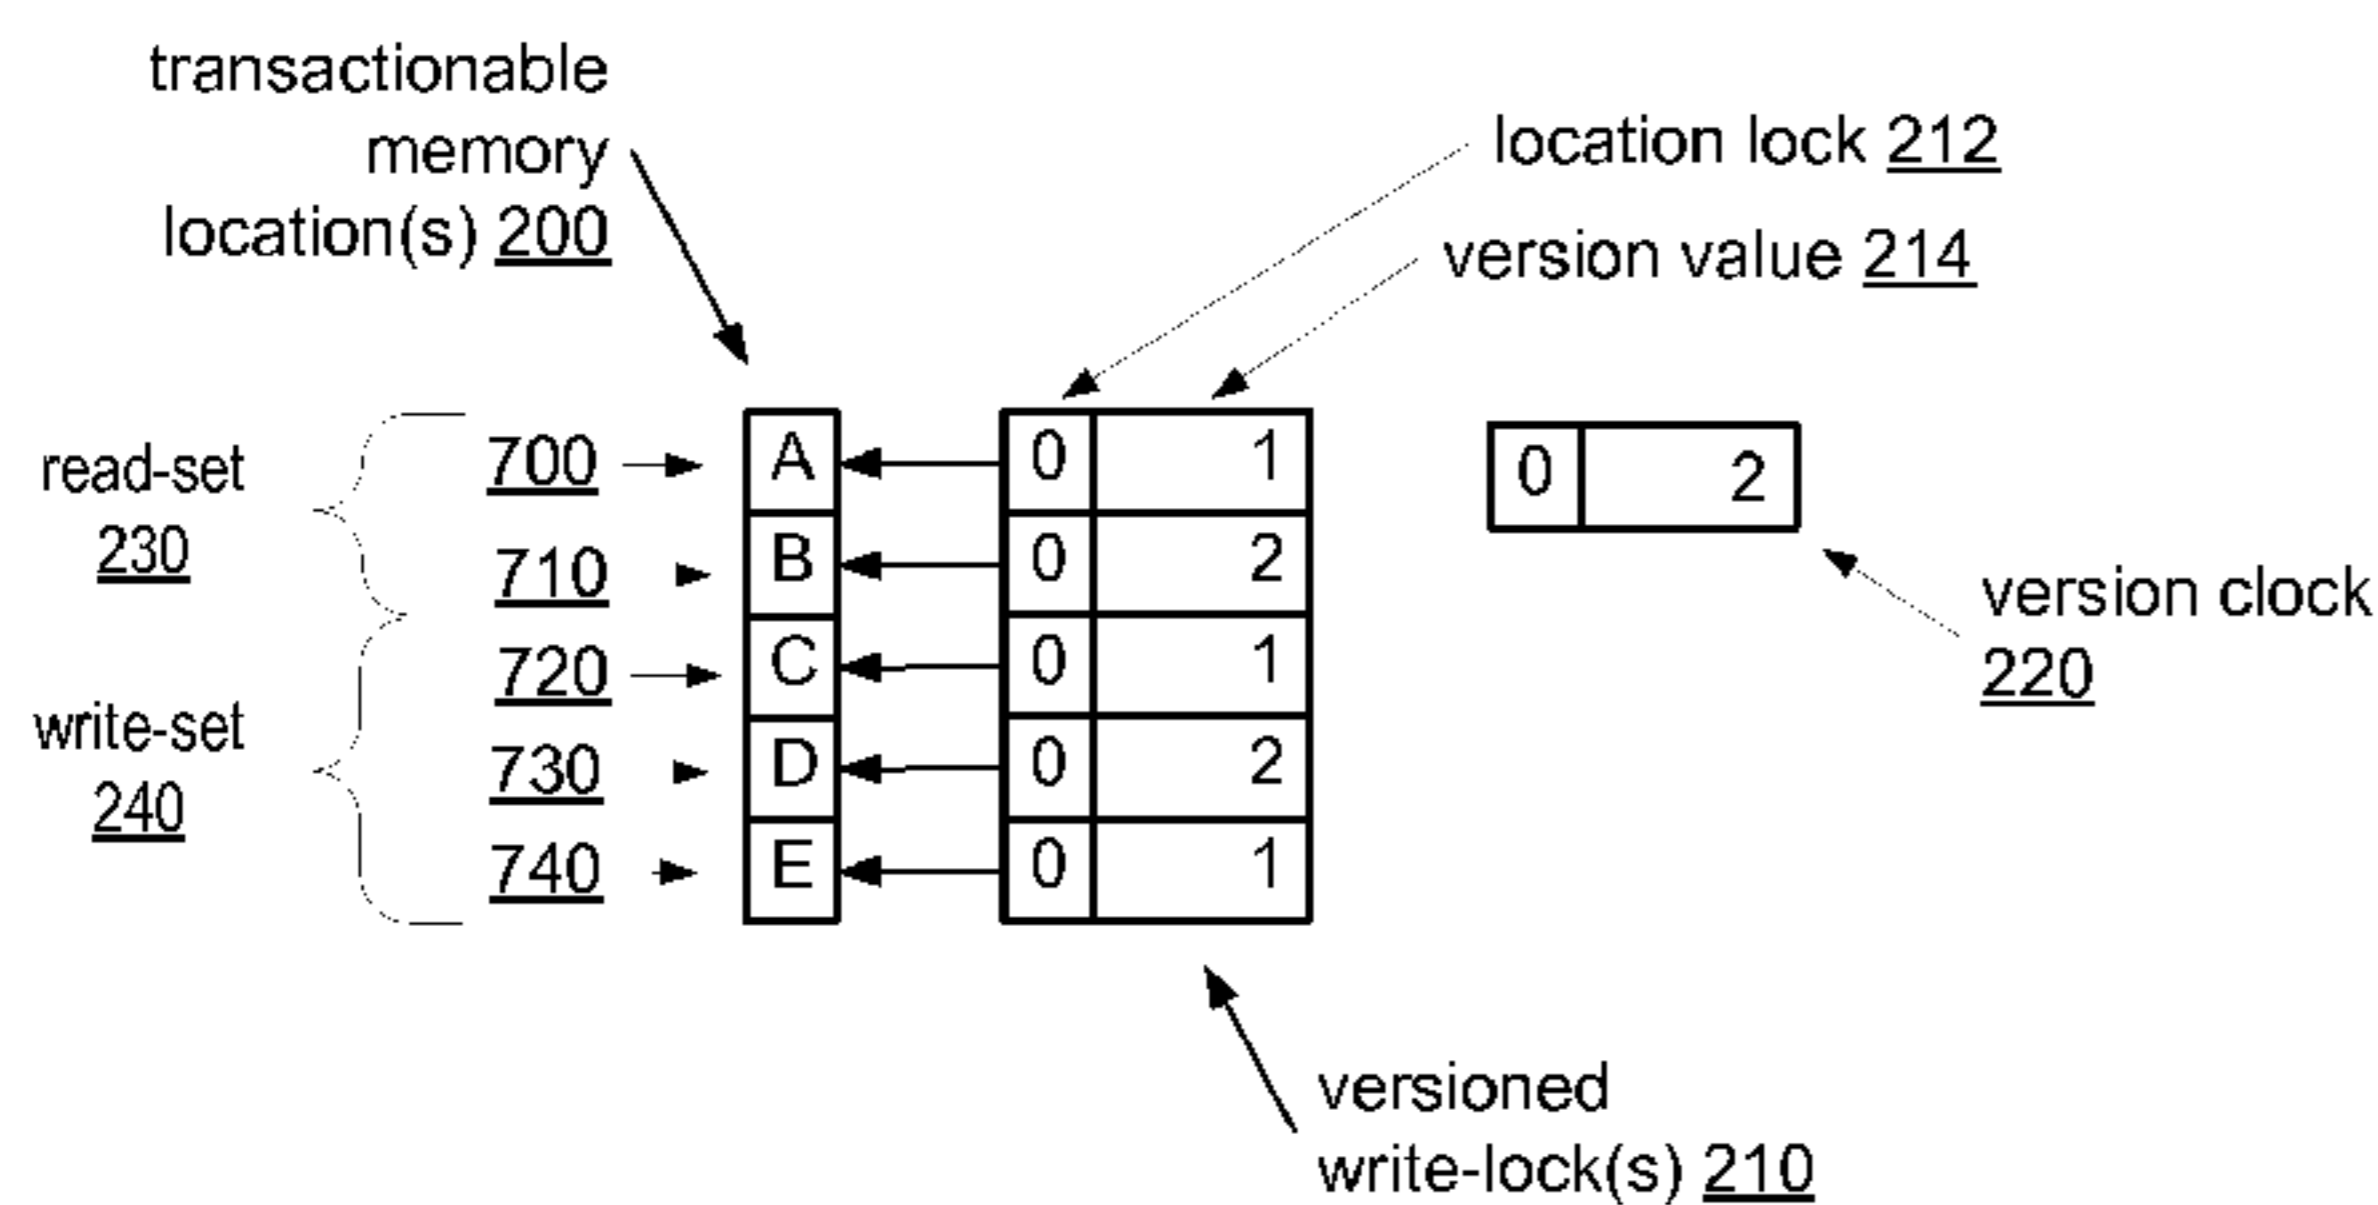 transactionable
memory
location(s) 200
location lock 212
version value 214
read-set
230
write-set
240
700
710
720
730
740
A 0 1
B 0 2
C 0 1
D 0 2
E 0 1
0 2
version clock
220
versioned
write-lock(s) 210